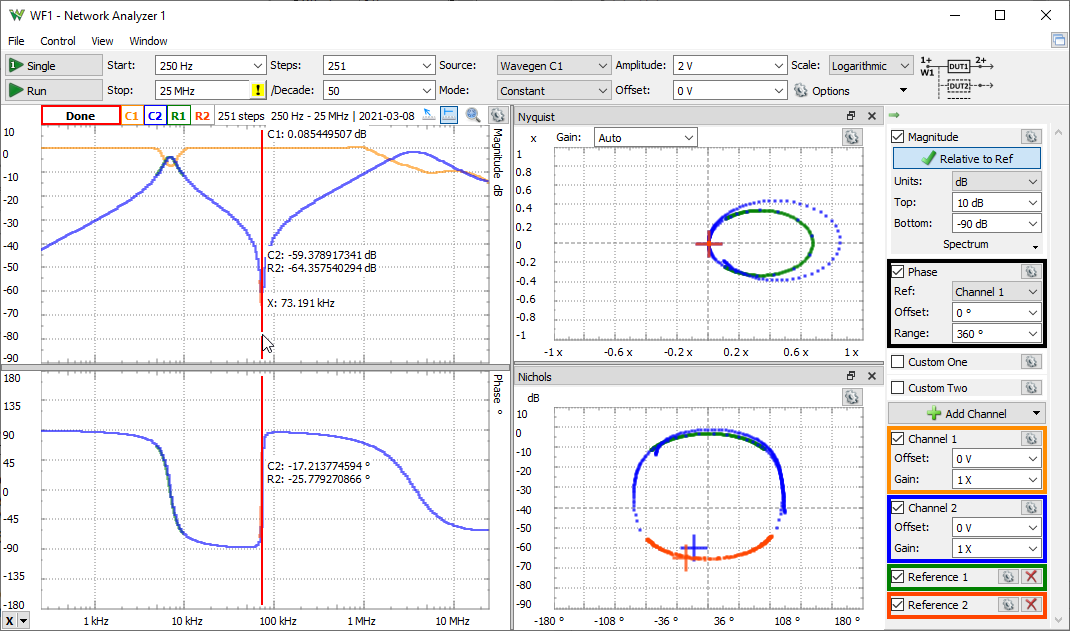 WF1 - Network Analyzer 1
File Control View Window
Single Start: 250 Hz Steps: 251 Source: Wavegen C1 Amplitude: 2 V Scale: Logarithmic 1+ W1 DUT1 2+
Run Stop: 25 MHz ! /Decade: 50 Mode: Constant Offset: 0 V Options DUT2
Done C1 C2 R1 R2 251 steps 250 Hz - 25 MHz | 2021-03-08
C1: 0.085449507 dB
10
0
-10
-20
-30
-40
-50
-60
-70
-80
-90
Magnitude dB
C2: -59.378917341 dB
R2: -64.357540294 dB
X: 73.191 kHz
180
135
90
45
0
-45
-90
-135
-180
Phase °
C2: -17.213774594 °
R2: -25.779270866 °
X 1 kHz 10 kHz 100 kHz 1 MHz 10 MHz
Nyquist
x Gain: Auto
1
0.8
0.6
0.4
0.2
0
-0.2
-0.4
-0.6
-0.8
-1
-1 x -0.6 x -0.2 x 0.2 x 0.6 x 1 x
Nichols
dB
10
0
-10
-20
-30
-40
-50
-60
-70
-80
-90
-180 ° -108 ° -36 ° 36 ° 108 ° 180 °
Magnitude
Relative to Ref
Units: dB
Top: 10 dB
Bottom: -90 dB
Spectrum
Phase
Ref: Channel 1
Offset: 0 °
Range: 360 °
Custom One
Custom Two
Add Channel
Channel 1
Offset: 0 V
Gain: 1 X
Channel 2
Offset: 0 V
Gain: 1 X
Reference 1
Reference 2